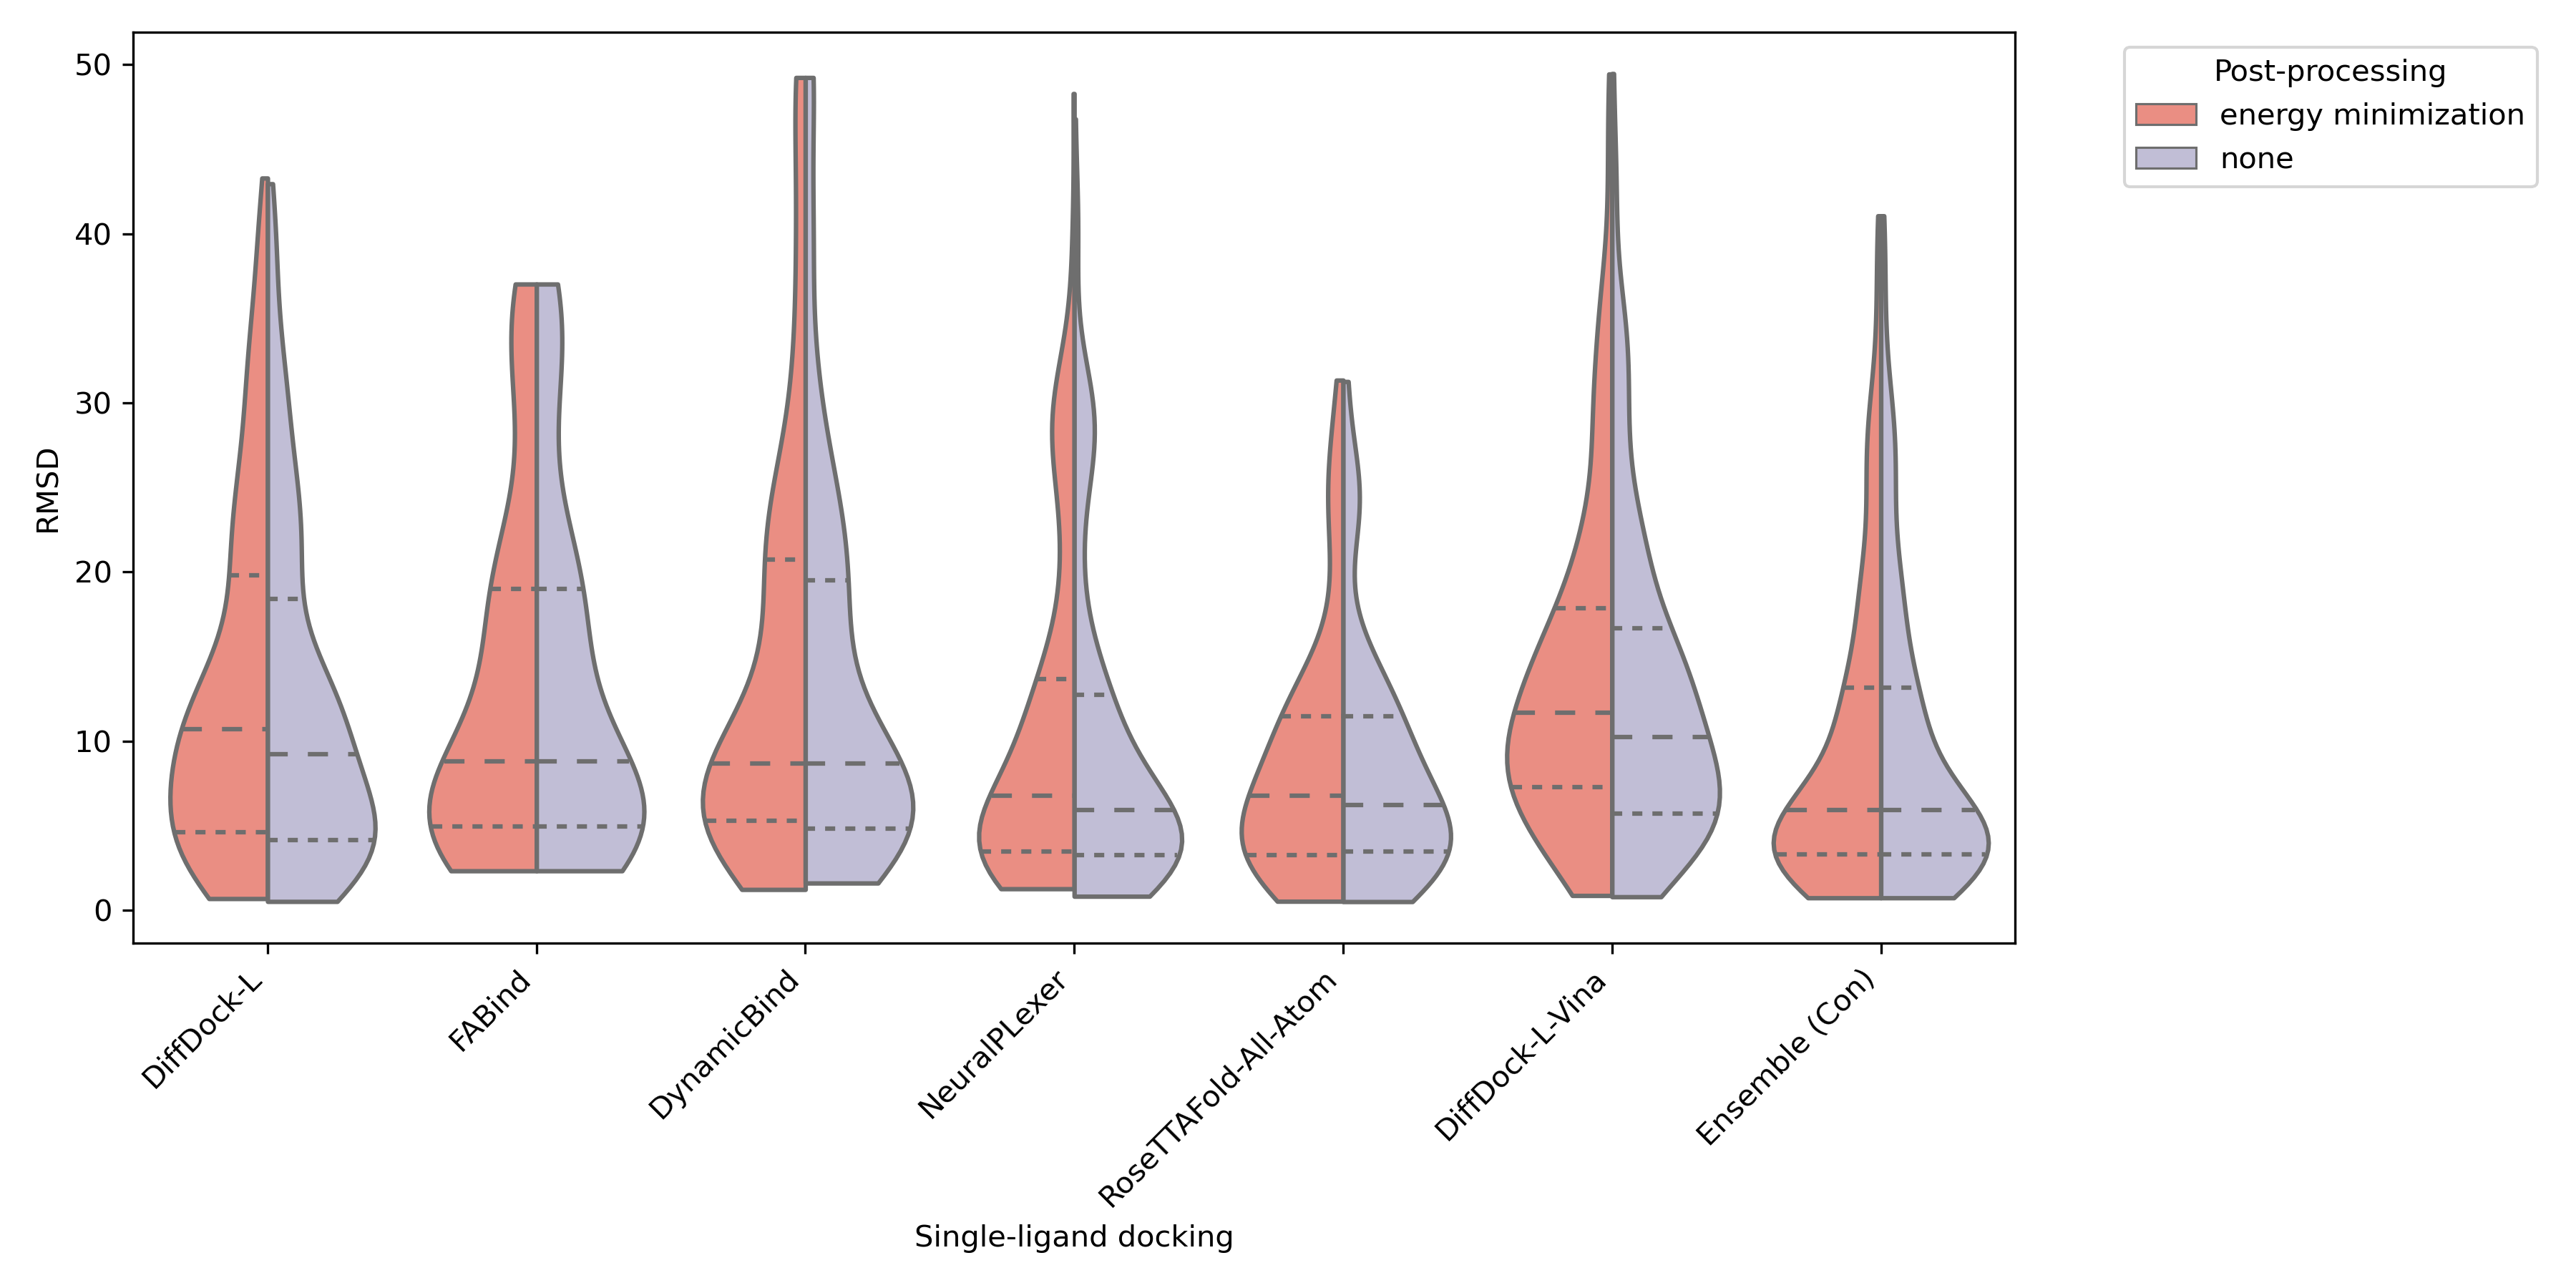 50
40
30
20
10
0
RMSD
DiffDock-L
FABind
DynamicBind
NeuralPLexer
RoseTTAFold-All-Atom
DiffDock-L-Vina
Ensemble (Con)
Single-ligand docking
Post-processing
energy minimization
none